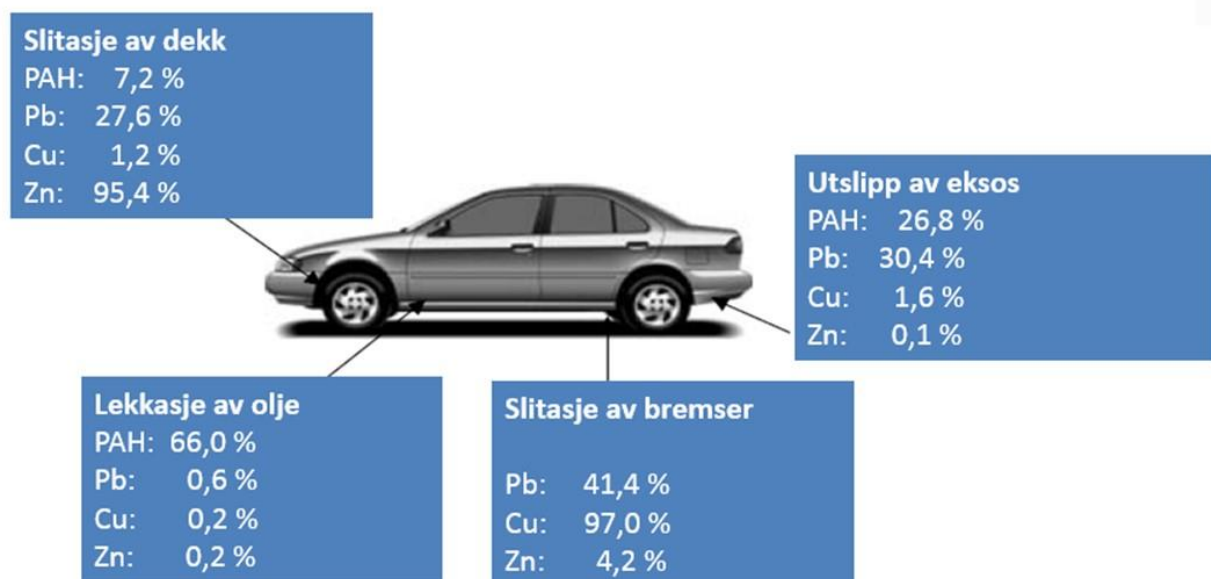 Slitasje av dekk
PAH: 7,2 %
Pb: 27,6 %
Cu: 1,2 %
Zn: 95,4 %
Utslipp av eksos
PAH: 26,8 %
Pb: 30,4 %
Cu: 1,6 %
Zn: 0,1 %
Lekkasje av olje
PAH: 66,0 %
Pb: 0,6 %
Cu: 0,2 %
Zn: 0,2 %
Slitasje av bremser
Pb: 41,4 %
Cu: 97,0 %
Zn: 4,2 %